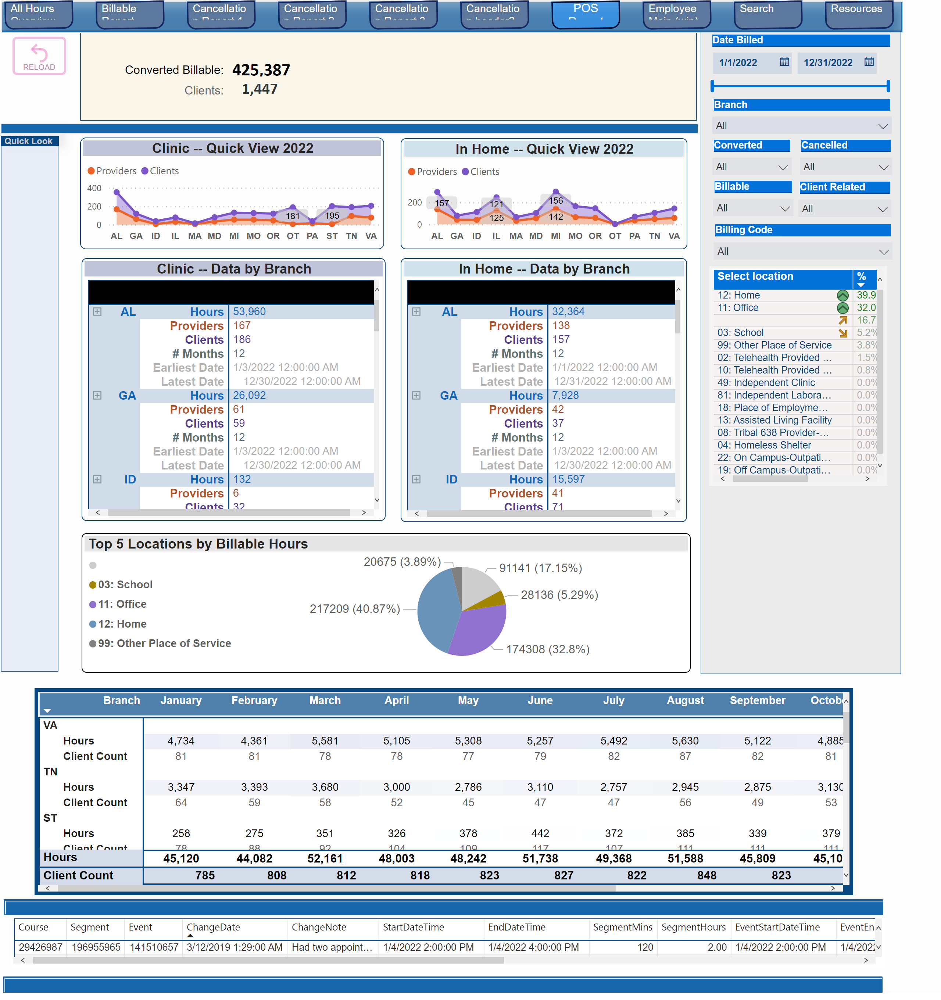 All Hours
Billable
Cancellatio
Cancellatio
Cancellatio
Cancellatio
POS
Employee
Search
Resources
RELOAD
Converted Billable: 425,387
Clients: 1,447
Date Billed
1/1/2022 12/31/2022
Branch
All
Converted Cancelled
All All
Billable Client Related
All All
Billing Code
All
Select location %
12: Home 39.9
11: Office 32.0
16.7
03: School 5.2%
99: Other Place of Service 3.8%
02: Telehealth Provided ... 1.5%
10: Telehealth Provided ... 0.8%
49: Independent Clinic 0.0%
81: Independent Labora... 0.0%
18: Place of Employme... 0.0%
13: Assisted Living Facility 0.0%
08: Tribal 638 Provider-... 0.0%
04: Homeless Shelter 0.0%
22: On Campus-Outpati... 0.0%
19: Off Campus-Outpati... 0.0%
Quick Look
Clinic -- Quick View 2022
Providers Clients
400
200
0
181 195
AL GA ID IL MA MD MI MO OR OT PA ST TN VA
In Home -- Quick View 2022
Providers Clients
200
0
157 121 125 156 142
AL GA ID IL MA MD MI MO OR OT PA TN VA
Clinic -- Data by Branch
AL Hours 53,960
Providers 167
Clients 186
# Months 12
Earliest Date 1/3/2022 12:00:00 AM
Latest Date 12/30/2022 12:00:00 AM
GA Hours 26,092
Providers 61
Clients 59
# Months 12
Earliest Date 1/3/2022 12:00:00 AM
Latest Date 12/30/2022 12:00:00 AM
ID Hours 132
Providers 6
Clients 32
In Home -- Data by Branch
AL Hours 32,364
Providers 138
Clients 157
# Months 12
Earliest Date 1/1/2022 12:00:00 AM
Latest Date 12/31/2022 12:00:00 AM
GA Hours 7,928
Providers 42
Clients 37
# Months 12
Earliest Date 1/3/2022 12:00:00 AM
Latest Date 12/30/2022 12:00:00 AM
ID Hours 15,597
Providers 41
Clients 71
Top 5 Locations by Billable Hours
03: School
11: Office
12: Home
99: Other Place of Service
20675 (3.89%)
91141 (17.15%)
28136 (5.29%)
217209 (40.87%)
174308 (32.8%)
Branch January February March April May June July August September Octob
VA
Hours 4,734 4,361 5,581 5,105 5,308 5,257 5,492 5,630 5,122 4,885
Client Count 81 81 78 78 77 79 82 87 82 81
TN
Hours 3,347 3,393 3,680 3,000 2,786 3,110 2,757 2,945 2,875 3,130
Client Count 64 59 58 52 45 47 47 56 49 53
ST
Hours 258 275 351 326 378 442 372 385 339 379
Client Count 78 88 92 104 109 117 107 111 111 111
Hours 45,120 44,082 52,161 48,003 48,242 51,738 49,368 51,588 45,809 45,10
Client Count 785 808 812 818 823 827 822 848 823
Course Segment Event ChangeDate ChangeNote StartDateTime EndDateTime SegmentMins SegmentHours EventStartDateTime EventEn
29426987 196955965 141510657 3/12/2019 1:29:00 AM Had two appoint... 1/4/2022 2:00:00 PM 1/4/2022 4:00:00 PM 120 2.00 1/4/2022 2:00:00 PM 1/4/2022